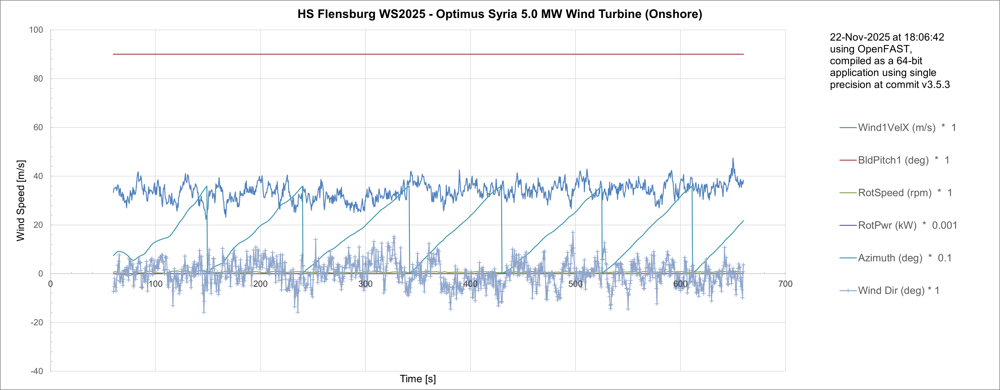 HS Flensburg WS2025 - Optimus Syria 5.0 MW Wind Turbine (Onshore)
22-Nov-2025 at 18:06:42
using OpenFAST,
compiled as a 64-bit
application using single
precision at commit v3.5.3
Wind Speed [m/s]
100
80
60
40
20
0
-20
-40
0
100
200
300
400
500
600
700
Time [s]
Wind1VelX (m/s) * 1
BldPitch1 (deg) * 1
RotSpeed (rpm) * 1
RotPwr (kW) * 0.001
Azimuth (deg) * 0.1
Wind Dir (deg) * 1